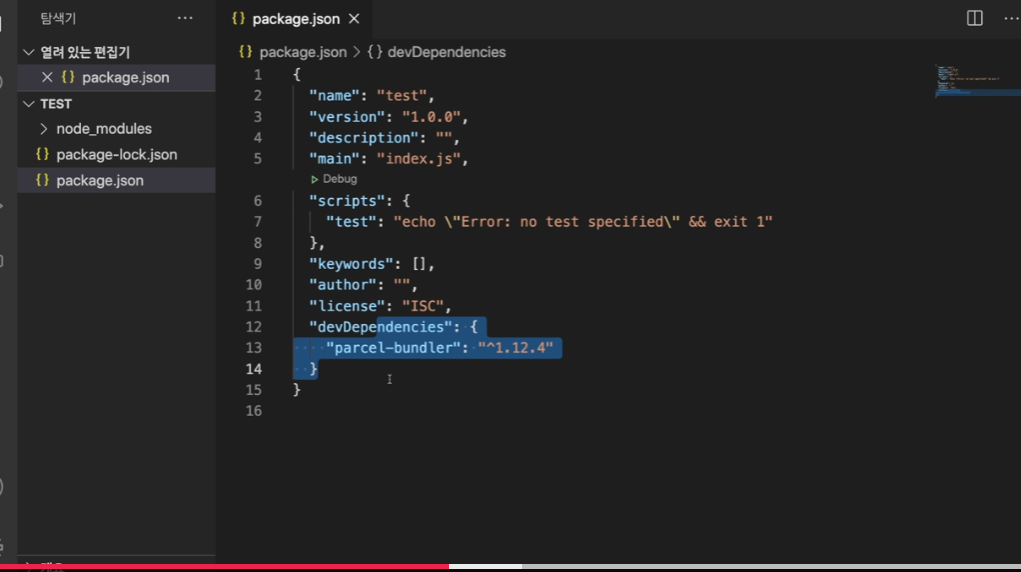 탐색기
열려 있는 편집기
package.json
TEST
node_modules
package-lock.json
package.json
package.json
package.json > {} devDependencies
1 {
2 "name": "test",
3 "version": "1.0.0",
4 "description": "",
5 "main": "index.js",
Debug
6 "scripts": {
7 "test": "echo \"Error: no test specified\" && exit 1"
8 },
9 "keywords": [],
10 "author": "",
11 "license": "ISC",
12 "devDependencies": {
13 "parcel-bundler": "^1.12.4"
14 }
15 }
16